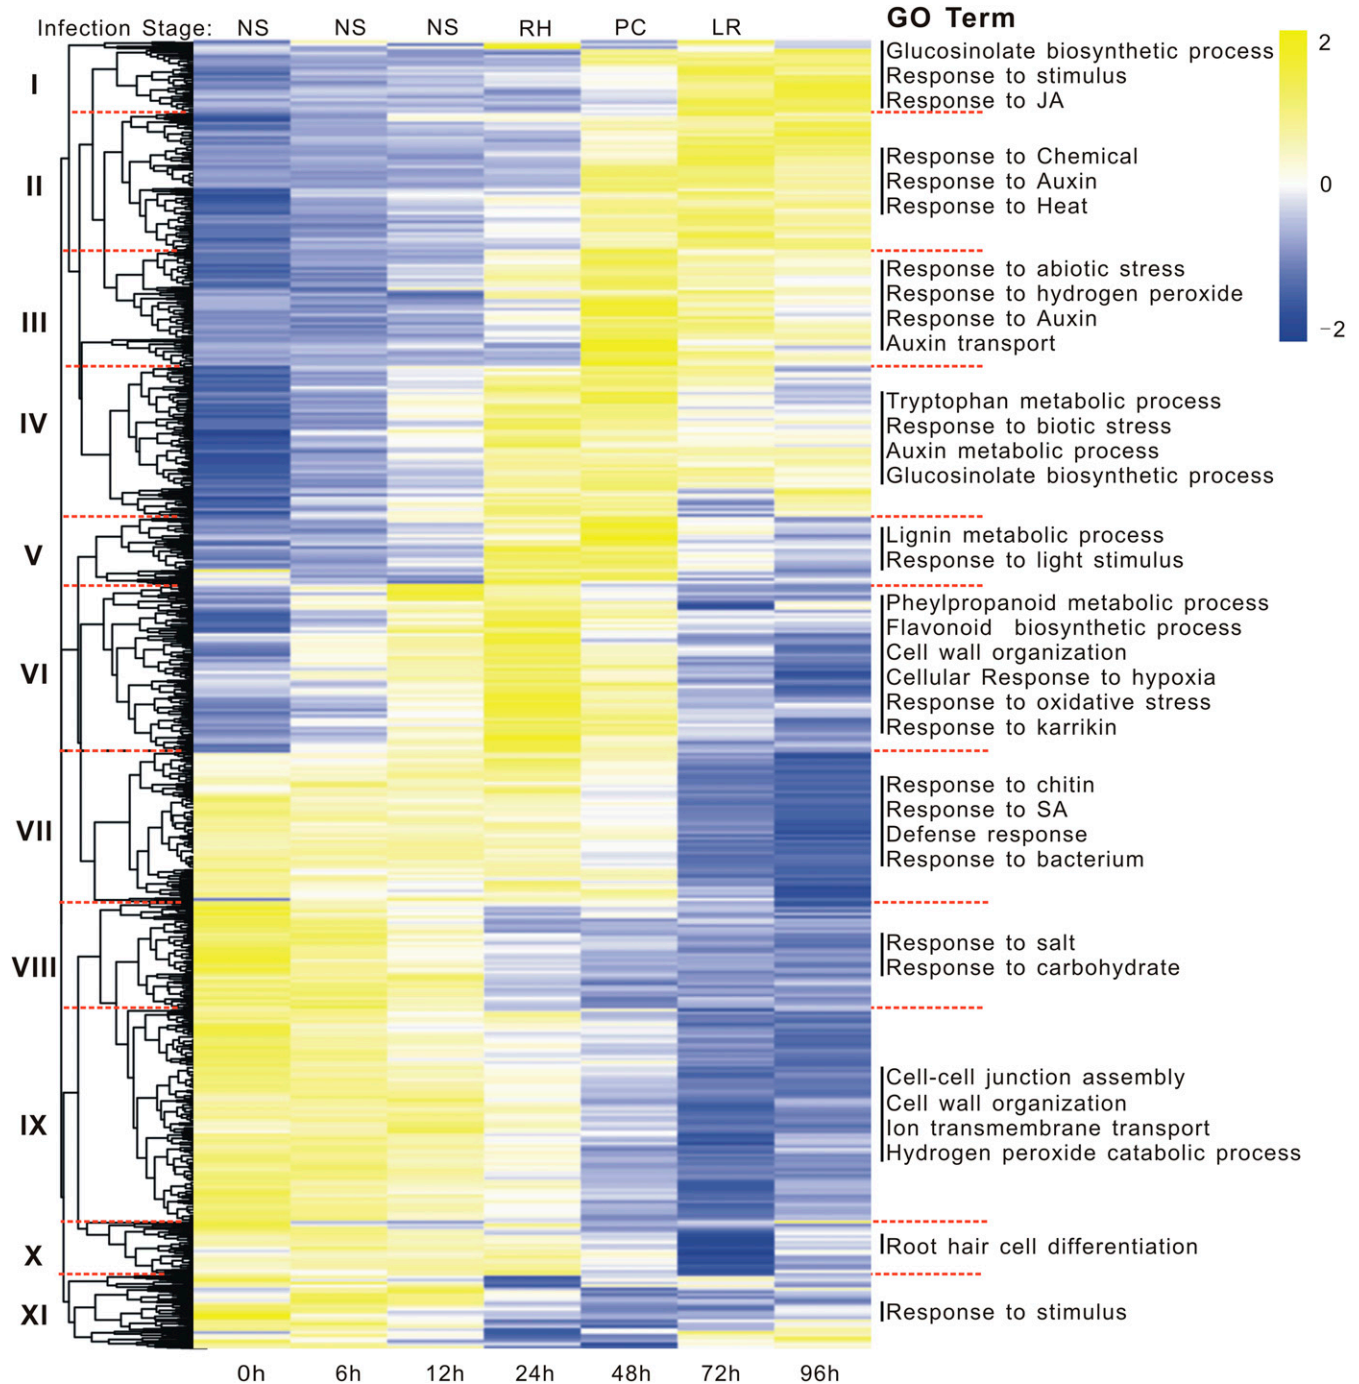 Infection Stage: NS NS NS RH PC LR
GO Term
I
Glucosinolate biosynthetic process
Response to stimulus
Response to JA
2
0
−2
II
Response to Chemical
Response to Auxin
Response to Heat
III
Response to abiotic stress
Response to hydrogen peroxide
Response to Auxin
Auxin transport
IV
Tryptophan metabolic process
Response to biotic stress
Auxin metabolic process
Glucosinolate biosynthetic process
V
Lignin metabolic process
Response to light stimulus
VI
Pheylpropanoid metabolic process
Flavonoid biosynthetic process
Cell wall organization
Cellular Response to hypoxia
Response to oxidative stress
Response to karrikin
VII
Response to chitin
Response to SA
Defense response
Response to bacterium
VIII
Response to salt
Response to carbohydrate
IX
Cell-cell junction assembly
Cell wall organization
Ion transmembrane transport
Hydrogen peroxide catabolic process
X
Root hair cell differentiation
XI
Response to stimulus
0h 6h 12h 24h 48h 72h 96h